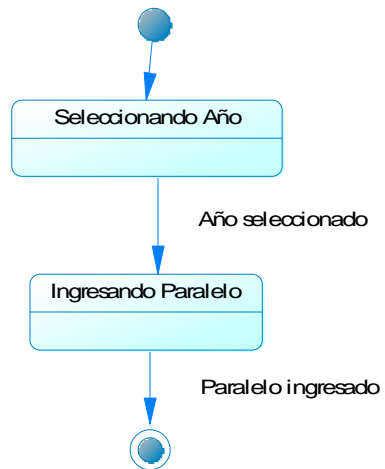 Seleccionando Año
Año seleccionado
Ingresando Paralelo
Paralelo ingresado